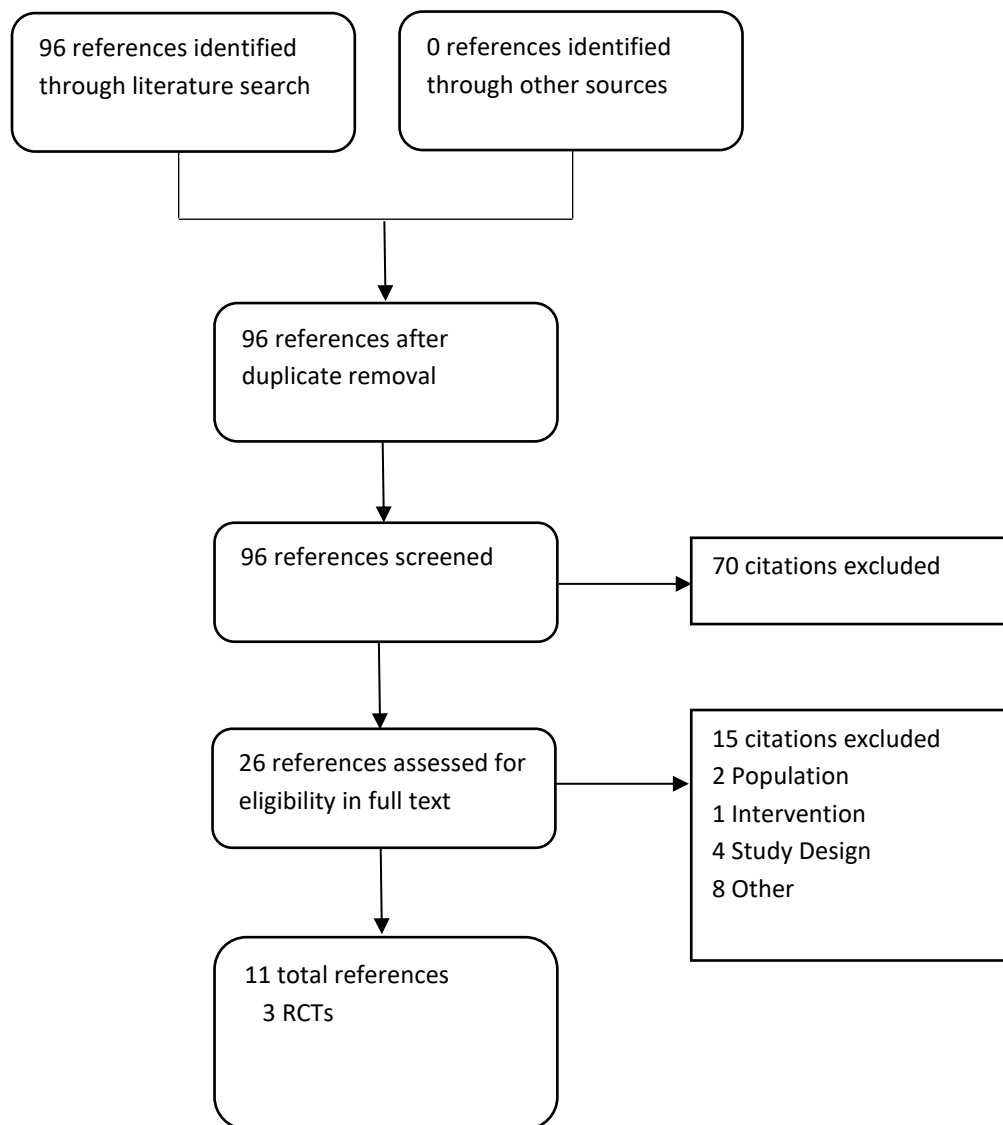 96 references identified
through literature search
0 references identified
through other sources
96 references after
duplicate removal
96 references screened
70 citations excluded
26 references assessed for
eligibility in full text
15 citations excluded
2 Population
1 Intervention
4 Study Design
8 Other
11 total references
3 RCTs